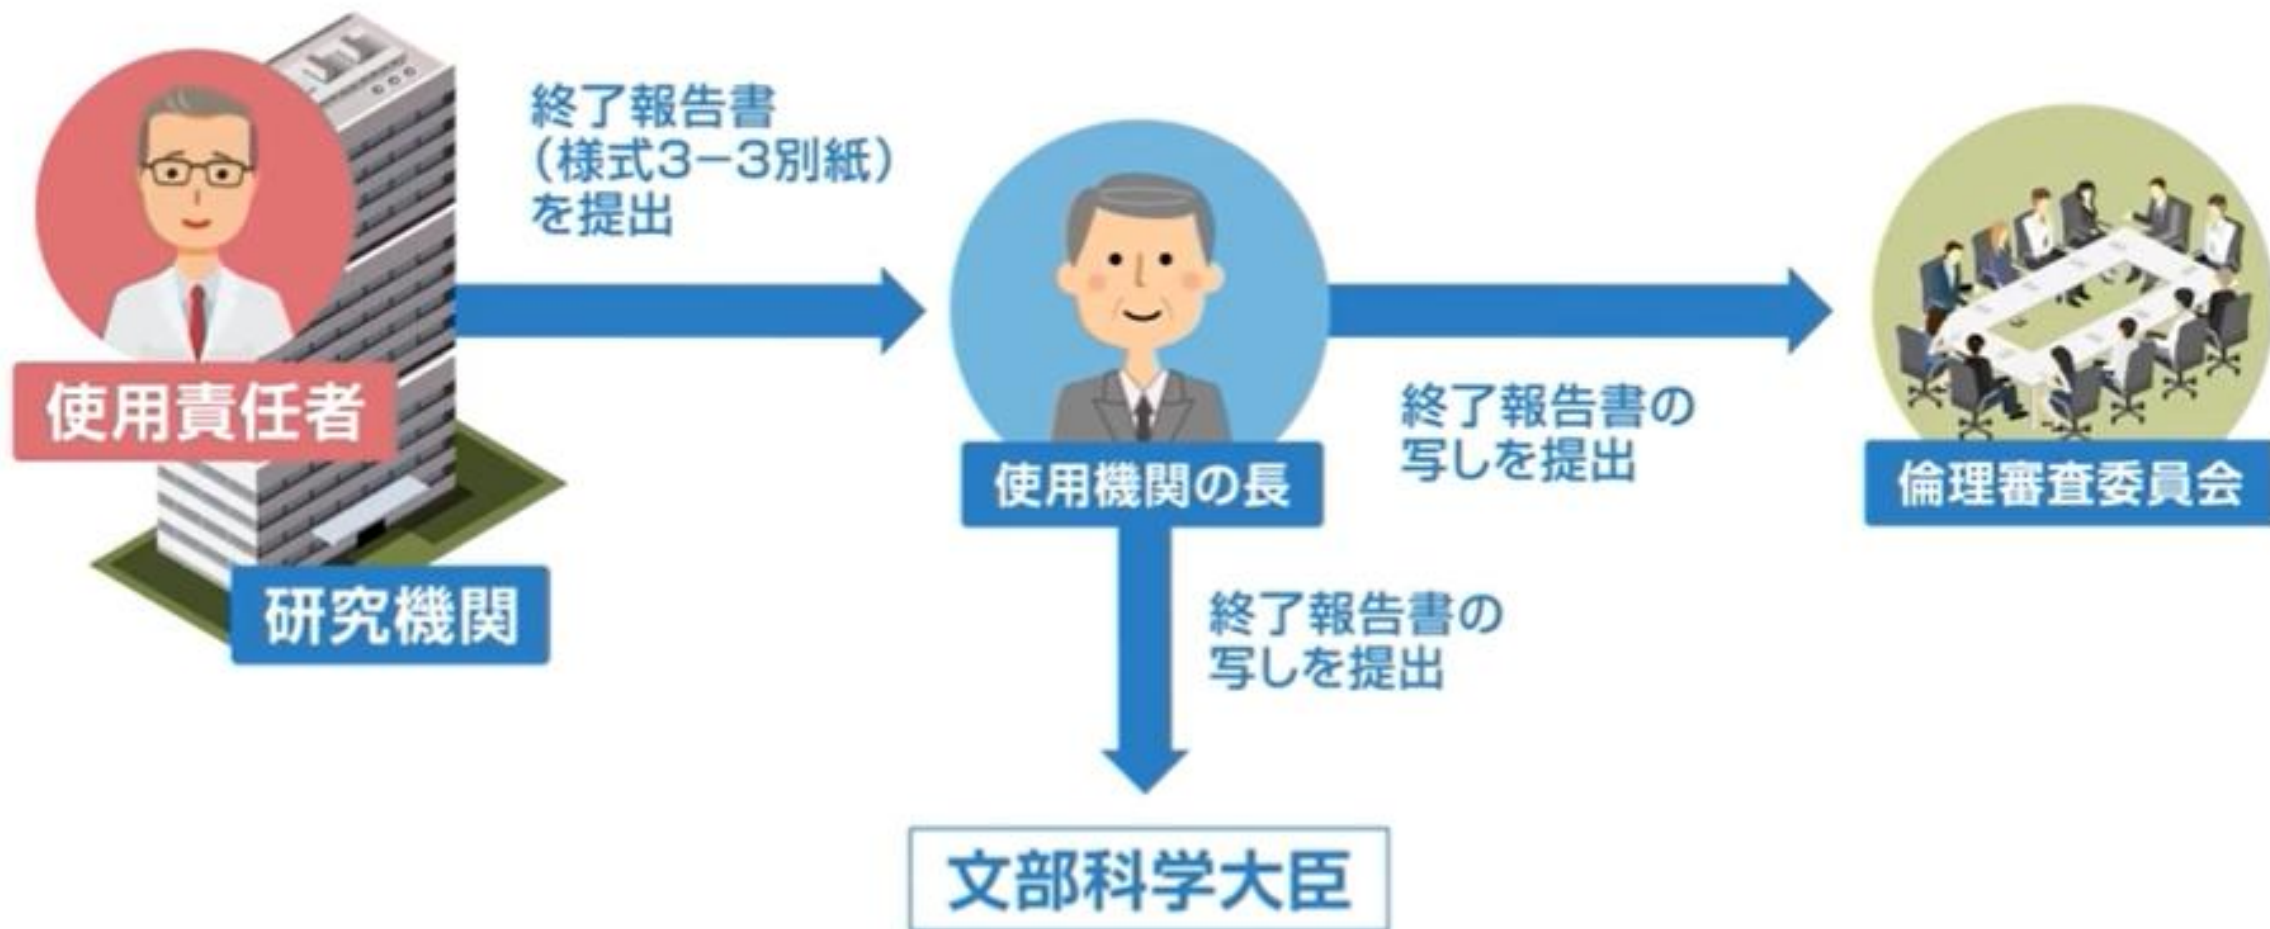 終了報告書
（様式3－3別紙）
を提出
使用責任者
研究機関
使用機関の長
終了報告書の
写しを提出
倫理審査委員会
終了報告書の
写しを提出
文部科学大臣